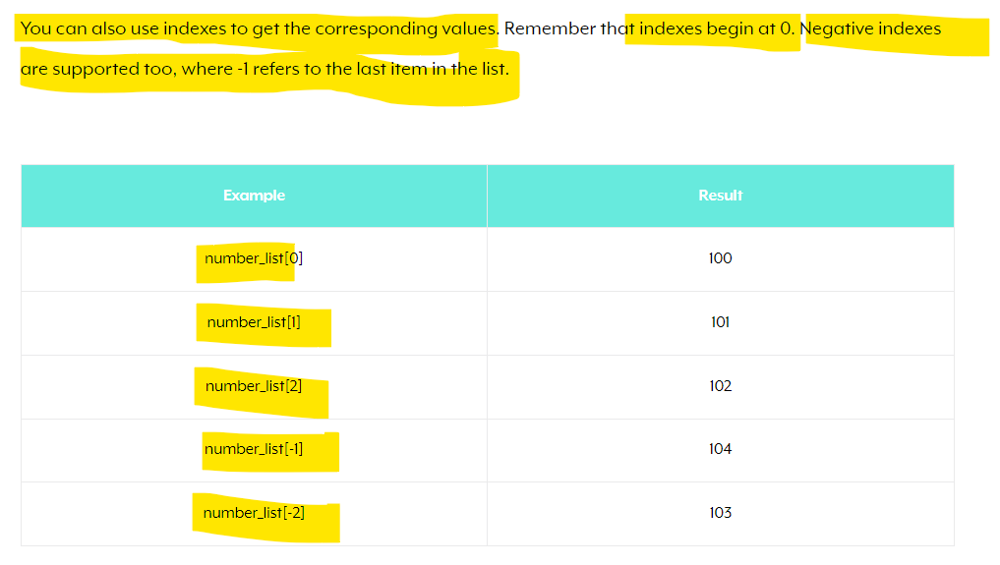 You can also use indexes to get the corresponding values. Remember that indexes begin at 0. Negative indexes
are supported too, where -1 refers to the last item in the list.
Example Result
number_list[0] 100
number_list[1] 101
number_list[2] 102
number_list[-1] 104
number_list[-2] 103